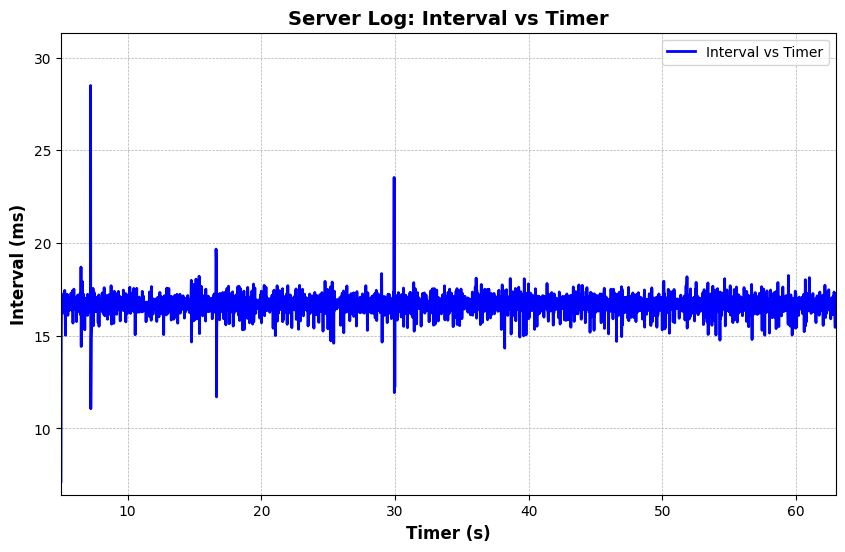 Server Log: Interval vs Timer
Interval vs Timer
30
25
20
15
10
Interval (ms)
10 20 30 40 50 60
Timer (s)